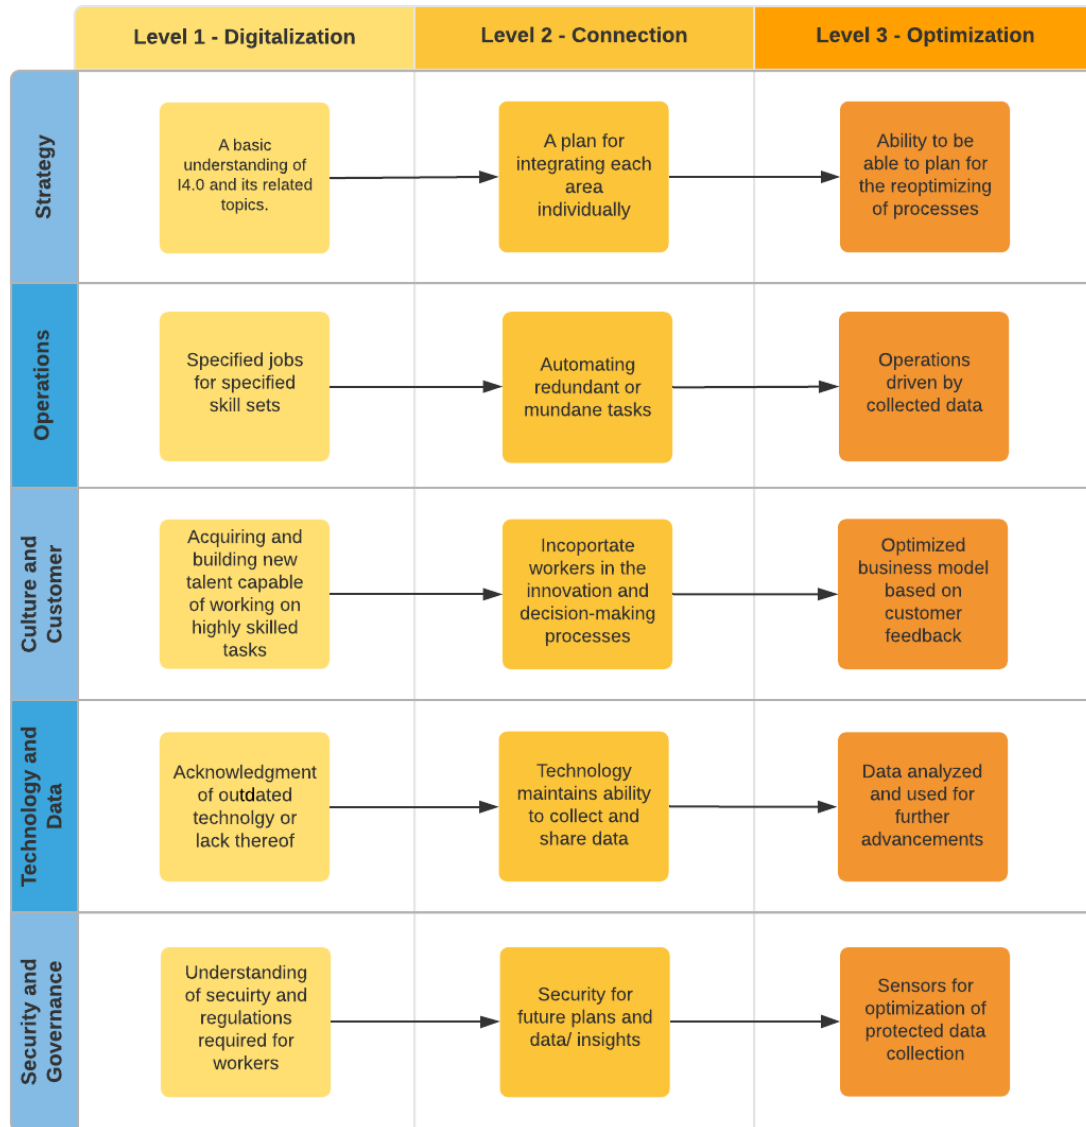 Level 1 - Digitalization
Level 2 - Connection
Level 3 - Optimization
Strategy
A basic
understanding of
I4.0 and its related
topics.
A plan for
integrating each
area
individually
Ability to be
able to plan for
the reoptimizing
of processes
Operations
Specified jobs
for specified
skill sets
Automating
redundant or
mundane tasks
Operations
driven by
collected data
Culture and
Customer
Acquiring and
building new
talent capable
of working on
highly skilled
tasks
Incoportate
workers in the
innovation and
decision-making
processes
Optimized
business model
based on
customer
feedback
Technology and
Data
Acknowledgment
of outdated
technolgy or
lack thereof
Technology
maintains ability
to collect and
share data
Data analyzed
and used for
further
advancements
Security and
Governance
Understanding
of secuirty and
regulations
required for
workers
Security for
future plans and
data/ insights
Sensors for
optimization of
protected data
collection